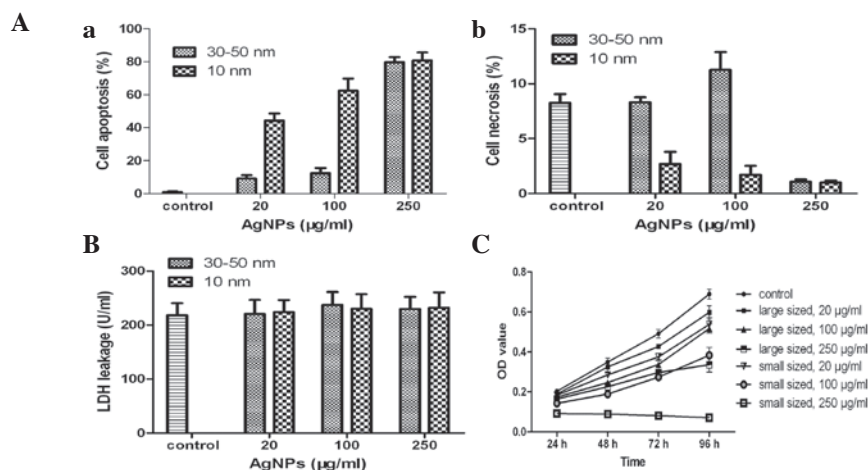 A
a
Cell apoptosis (%)
100
80
60
40
20
0
30-50 nm
10 nm
control
20
100
250
AgNPs (µg/ml)
b
Cell necrosis (%)
15
10
5
0
30-50 nm
10 nm
control
20
100
250
AgNPs (µg/ml)
B
LDH leakage (U/ml)
300
200
100
0
30-50 nm
10 nm
control
20
100
250
AgNPs (µg/ml)
C
OD value
0.8
0.6
0.4
0.2
0.0
24 h
48 h
72 h
96 h
Time
control
large sized, 20 µg/ml
large sized, 100 µg/ml
large sized, 250 µg/ml
small sized, 20 µg/ml
small sized, 100 µg/ml
small sized, 250 µg/ml